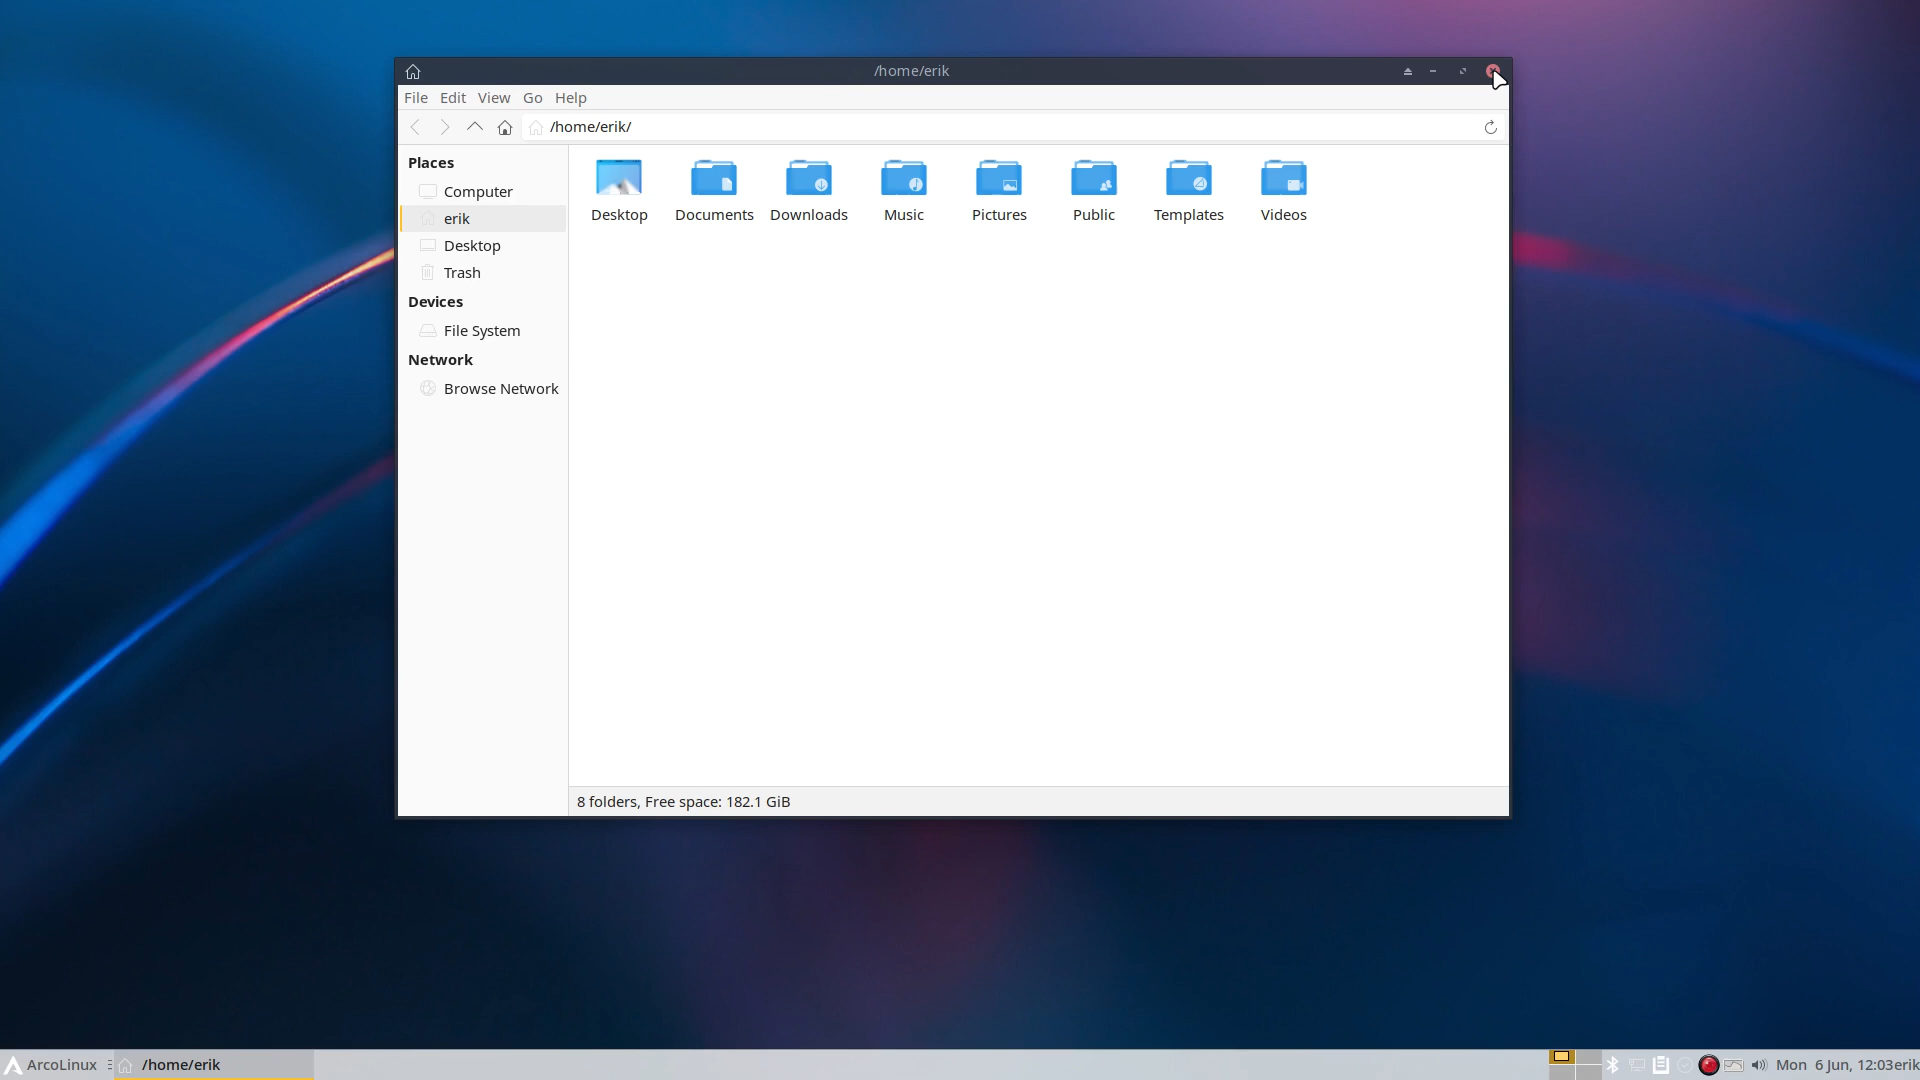 /home/erik
File Edit View Go Help
/home/erik/
Places
Computer
erik
Desktop
Trash
Devices
File System
Network
Browse Network
Desktop Documents Downloads Music Pictures Public Templates Videos
8 folders, Free space: 182.1 GiB
ArcoLinux /home/erik Mon 6 Jun, 12:03 erik